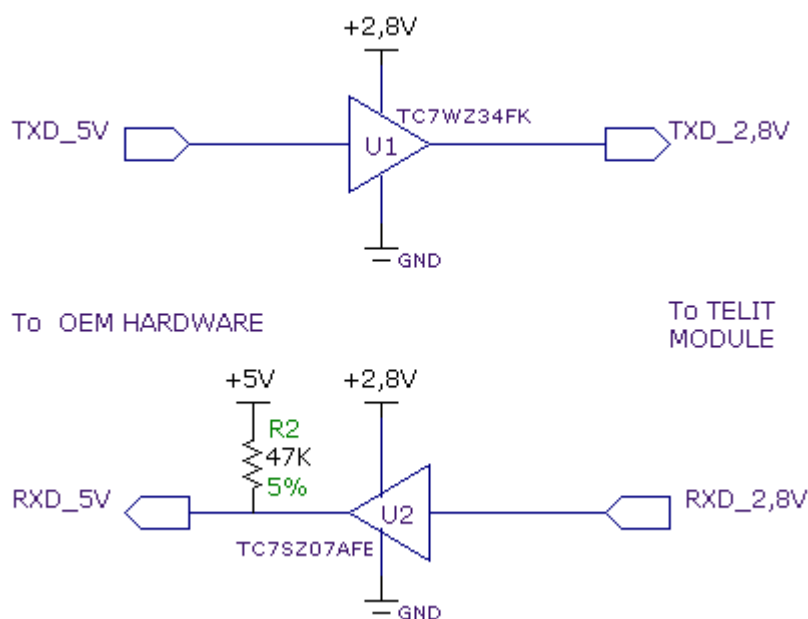 +2,8V
TC7WZ34FK
TXD_5V
U1
TXD_2,8V
GND
To OEM HARDWARE
To TELIT
MODULE
+5V
+2,8V
R2
47K
5%
RXD_5V
U2
RXD_2,8V
TC7SZ07AFE
GND